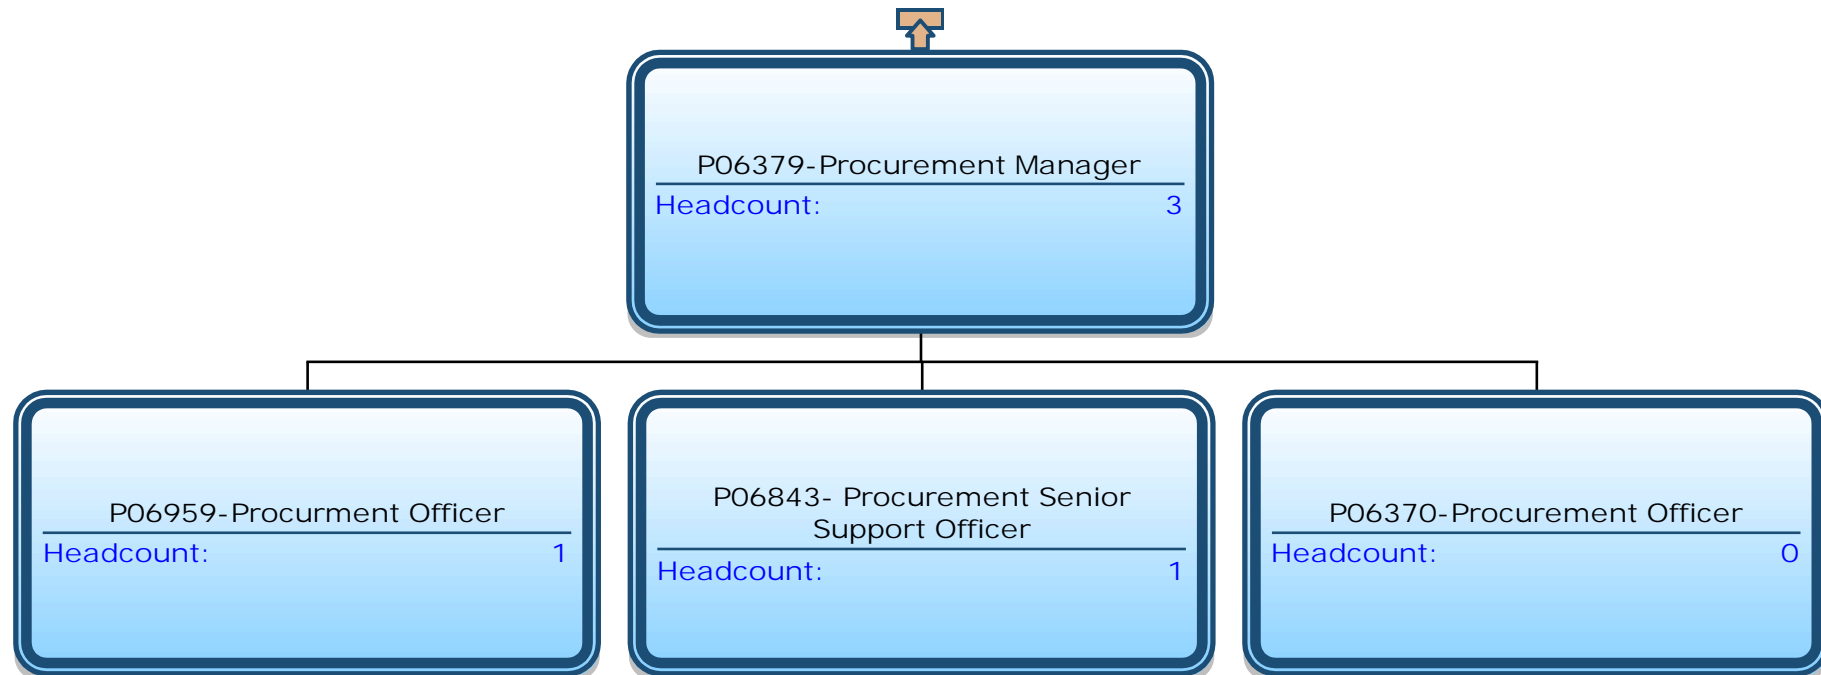 P06379-Procurement Manager
Headcount: 3
P06959-Procurment Officer
Headcount: 1
P06843- Procurement Senior
Support Officer
Headcount: 1
P06370-Procurement Officer
Headcount: 0